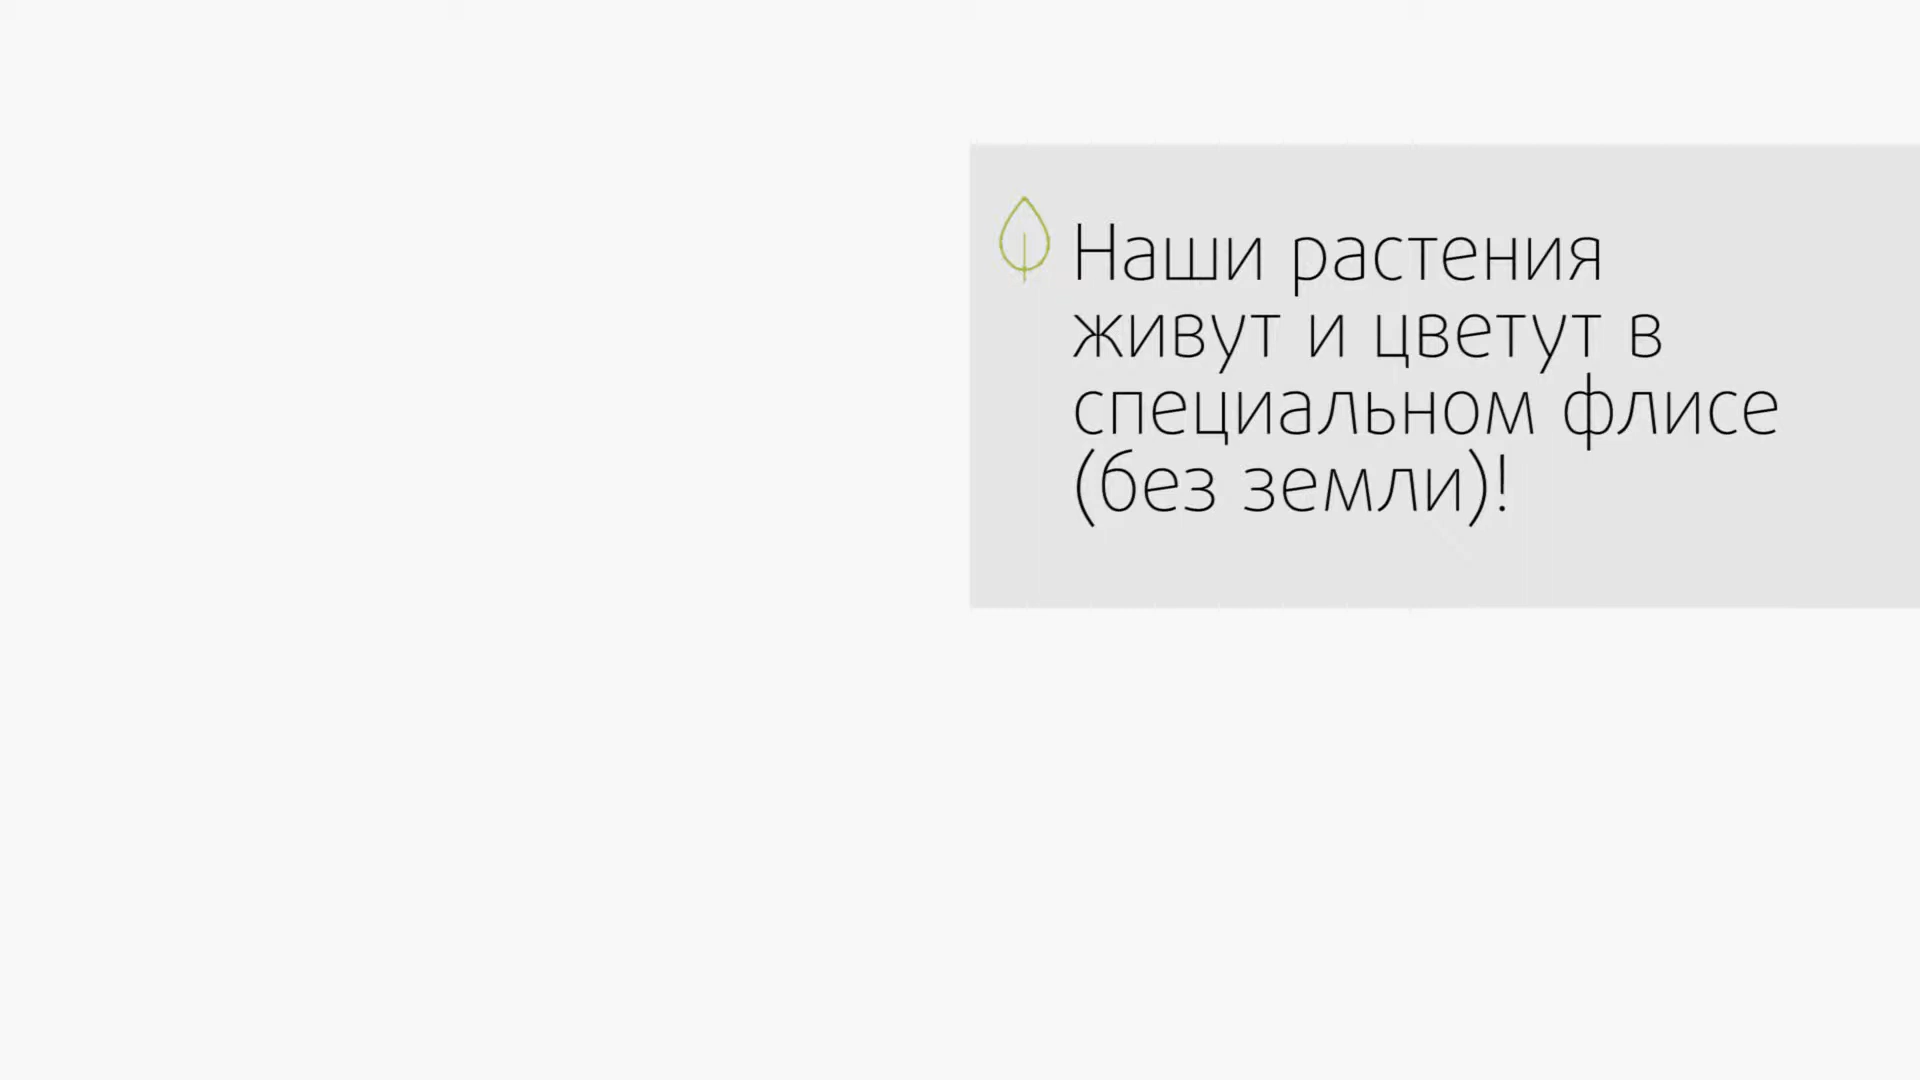 Наши растения
живут и цветут в
специальном флисе
(без земли)!